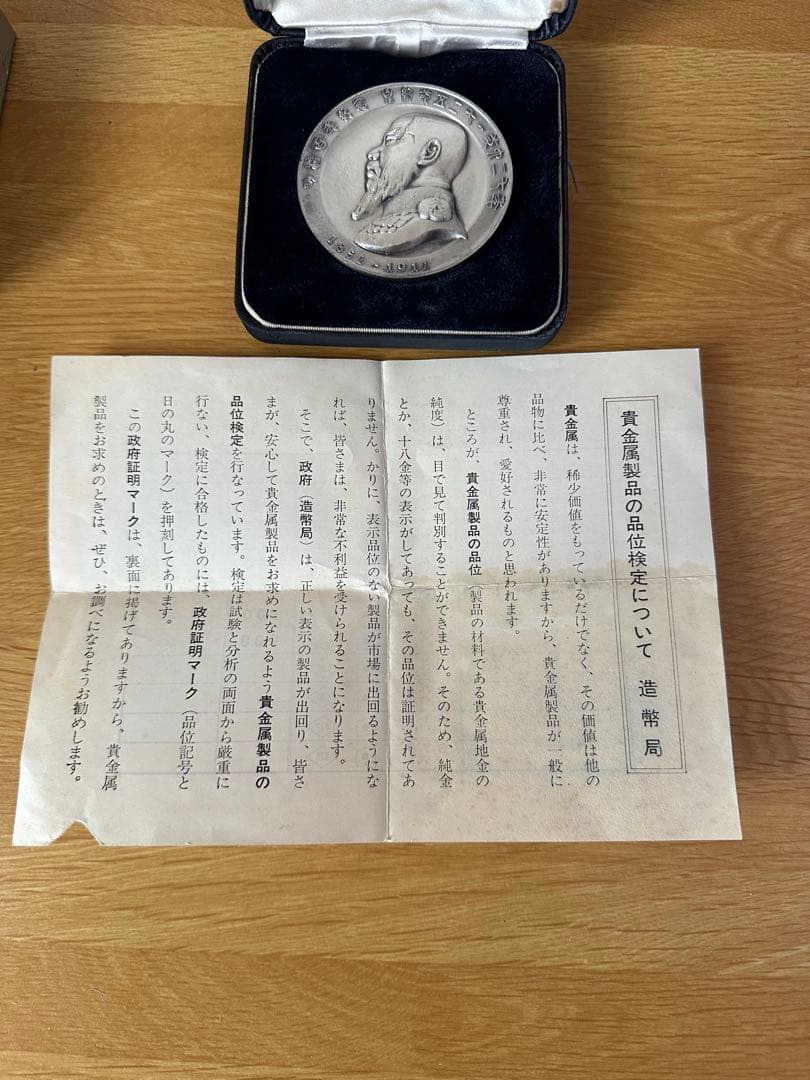 1852-1912
貴金属製品の品位検定について 造幣局
貴金属は、稀少価値をもっているだけでなく、その価値は他の
品物に比べ、非常に安定性がありますから、貴金属製品が一般に
尊重され、愛好されるものと思われます。
ところが、貴金属製品の品位(製品の材料である貴金属地金の
純度)は、目で見て判別することができません。そのため、純金
とか、十八金等の表示がしてあっても、その品位は証明されてあ
りません。かりに、表示品位のない製品が市場に出回るようにな
れば、皆さまは、非常な不利益を受けられることになります。
そこで、政府(造幣局)は、正しい表示の製品が出回り、皆さ
まが、安心して貴金属製品をお求めになれるよう貴金属製品の
品位検定を行なっています。検定は試験と分析の両面から厳重に
行ない、検定に合格したものには、政府証明マーク(品位記号と
日の丸のマーク)を押刻してあります。
この政府証明マークは、裏面に掲げてありますから、貴金属
製品をお求めのときは、ぜひ、お調べになるようお勧めします。